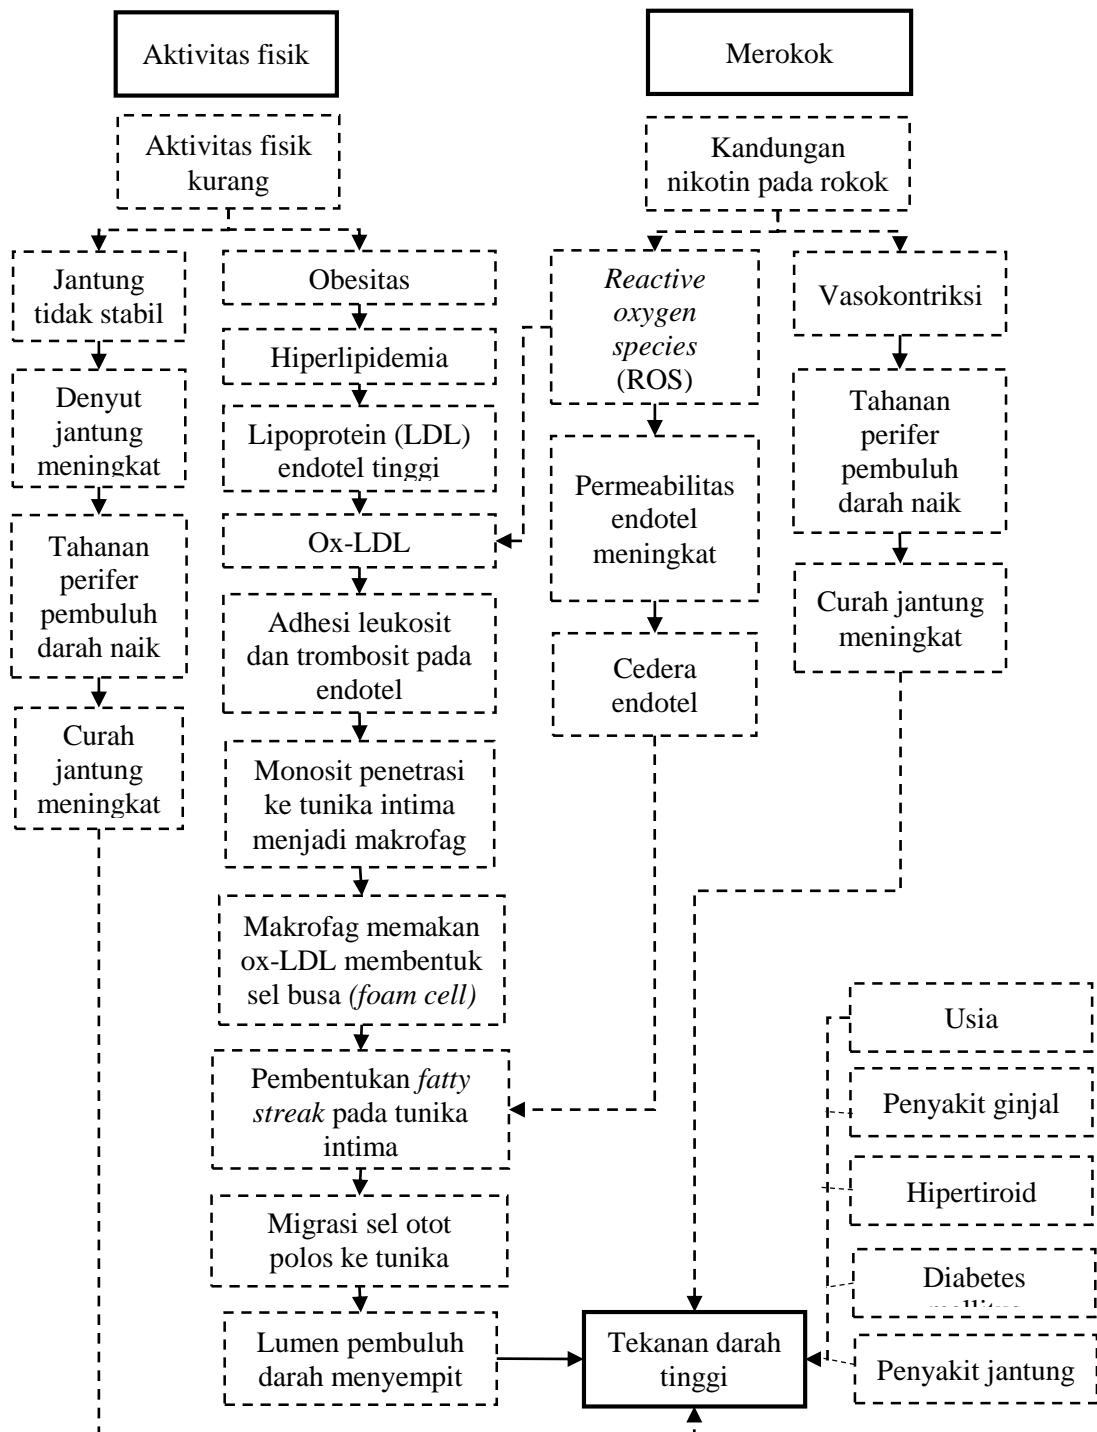 Aktivitas fisik
Merokok
Aktivitas fisik
kurang
Kandungan
nikotin pada rokok
Jantung
tidak stabil
Obesitas
Reactive
oxygen
species
(ROS)
Vasokontriksi
Hiperlipidemia
Denyut
jantung
meningkat
Lipoprotein (LDL)
endotel tinggi
Tahanan
perifer
pembuluh
darah naik
Permeabilitas
endotel
meningkat
Ox-LDL
Tahanan
perifer
pembuluh
darah naik
Adhesi leukosit
dan trombosit pada
endotel
Cedera
endotel
Curah jantung
meningkat
Curah
jantung
meningkat
Monosit penetrasi
ke tunika intima
menjadi makrofag
Makrofag memakan
ox-LDL membentuk
sel busa (foam cell)
Usia
Pembentukan fatty
streak pada tunika
intima
Penyakit ginjal
Hipertiroid
Migrasi sel otot
polos ke tunika
Diabetes
Lumen pembuluh
darah menyempit
Tekanan darah
tinggi
Penyakit jantung